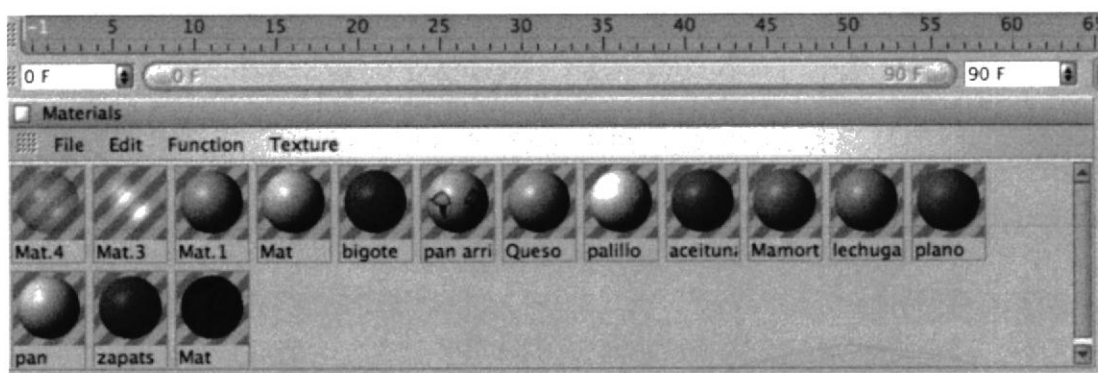 -1 5 10 15 20 25 30 35 40 45 50 55 60 65
0 F 0 F 90 F 90 F
Materials
File Edit Function Texture
Mat.4 Mat.3 Mat.1 Mat bigote pan arri Queso palillo aceitun Mamort lechuga plano
pan zapats Mat